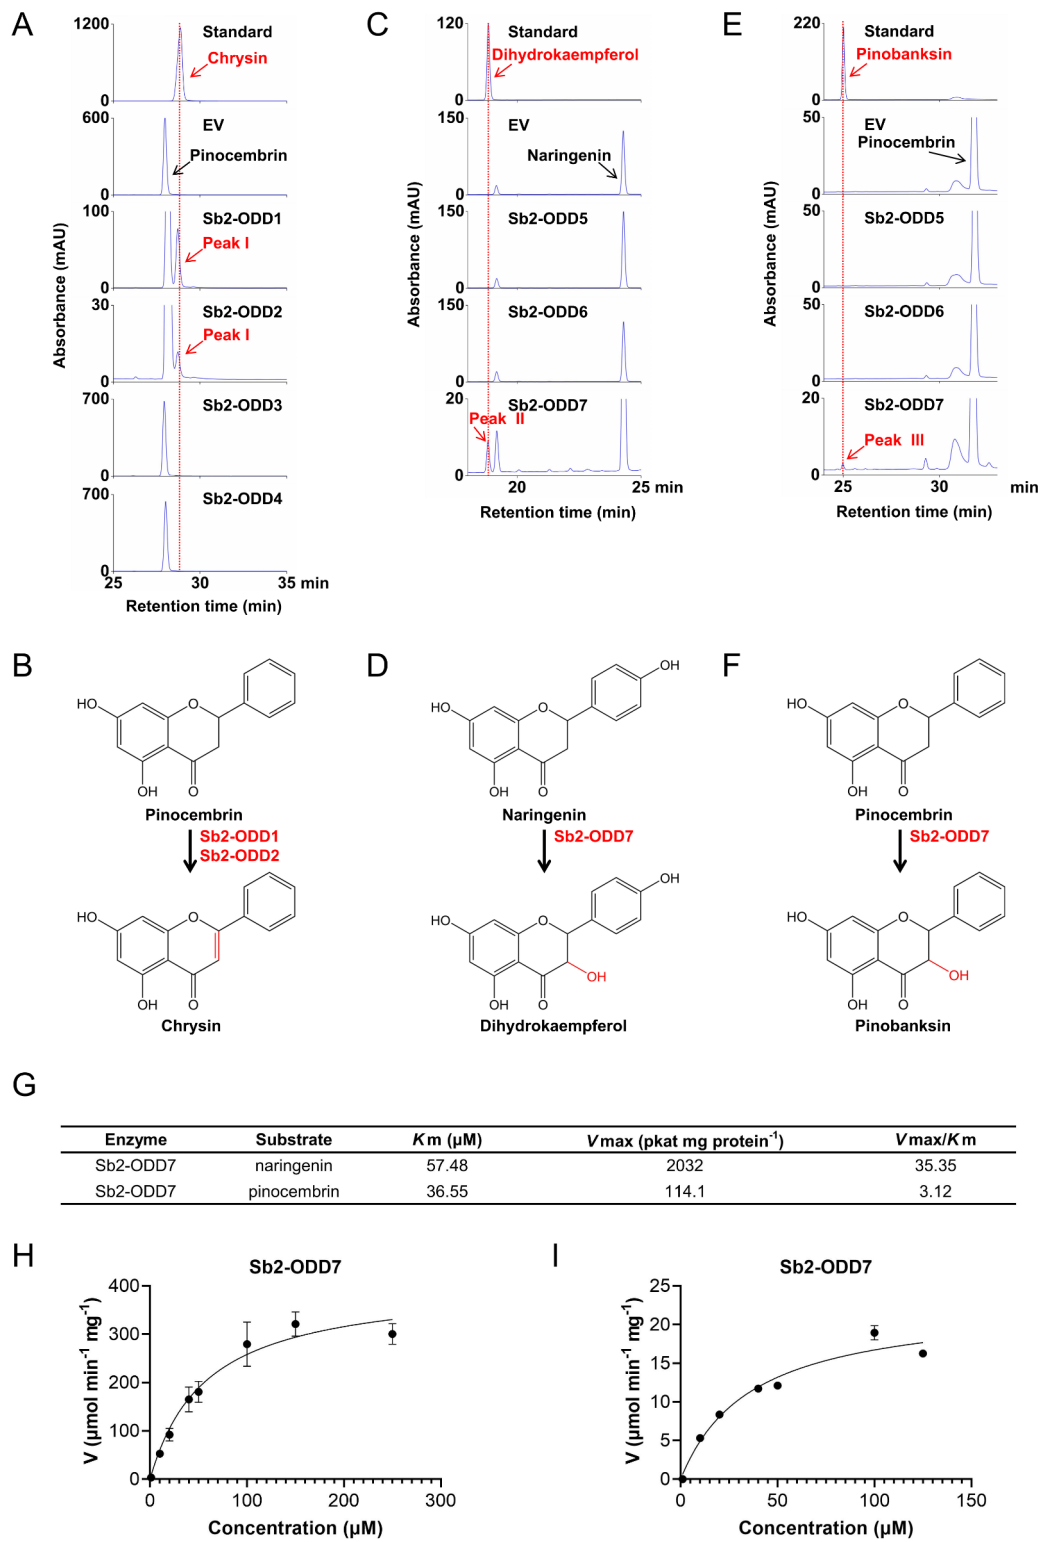 A
1200
Standard
Chrysin
0
600
EV
Pinocembrin
0
100
Sb2-ODD1
Peak I
0
30
Sb2-ODD2
Peak I
0
700
Sb2-ODD3
0
700
Sb2-ODD4
0
25 30 35 min
Retention time (min)
Absorbance (mAU)
C
120
Standard
Dihydrokaempferol
0
150
EV
Naringenin
0
150
Sb2-ODD5
0
150
Sb2-ODD6
0
20
Sb2-ODD7
Peak II
0
20 25 min
Retention time (min)
Absorbance (mAU)
E
220
Standard
Pinobanksin
0
50
EV
Pinocembrin
0
50
Sb2-ODD5
0
50
Sb2-ODD6
0
50
Sb2-ODD7
Peak III
0
25 30 min
Retention time (min)
Absorbance (mAU)
B
HO
O
OH
O
Pinocembrin
Sb2-ODD1
Sb2-ODD2
HO
O
OH
O
Chrysin
D
OH
HO
O
OH
O
Naringenin
Sb2-ODD7
OH
HO
O
OH
OH
O
Dihydrokaempferol
F
HO
O
OH
O
Pinocembrin
Sb2-ODD7
HO
O
OH
OH
O
Pinobanksin
G
Enzyme Substrate Km (µM) Vmax (pkat mg protein⁻¹) Vmax/Km
Sb2-ODD7 naringenin 57.48 2032 35.35
Sb2-ODD7 pinocembrin 36.55 114.1 3.12
H
Sb2-ODD7
V (µmol min⁻¹ mg⁻¹)
400
300
200
100
0
0 100 200 300
Concentration (µM)
I
Sb2-ODD7
V (µmol min⁻¹ mg⁻¹)
25
20
15
10
5
0
0 50 100 150
Concentration (µM)